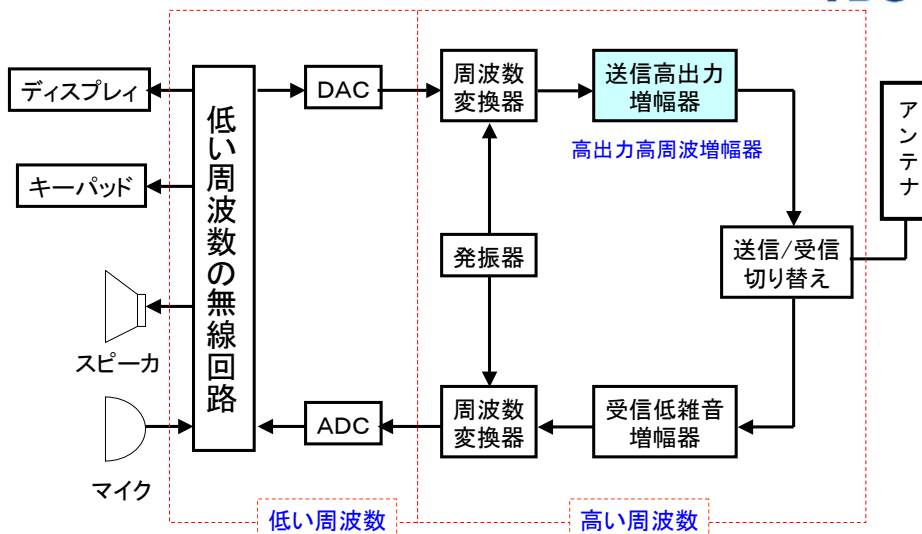 ディスプレイ
キーパッド
スピーカ
マイク
低い周波数の無線回路
DAC
ADC
周波数
変換器
送信高出力
増幅器
高出力高周波増幅器
発振器
送信/受信
切り替え
アンテナ
周波数
変換器
受信低雑音
増幅器
低い周波数
高い周波数